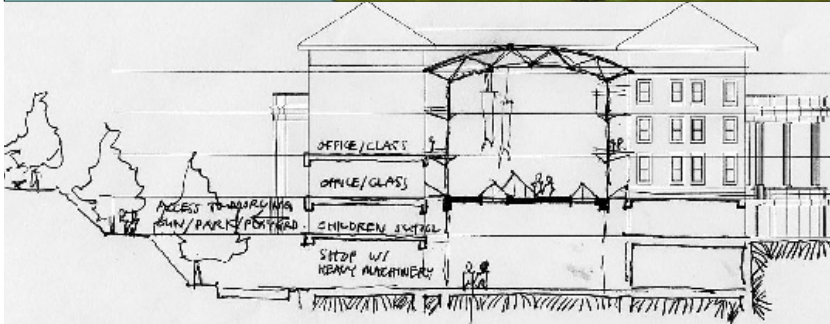 OFFICE/CLASS
OFFICE/CLASS
ACCESS TO
SUN/PARK/
CHILDREN SCHOOL
SHOP W/
HEAVY MACHINERY